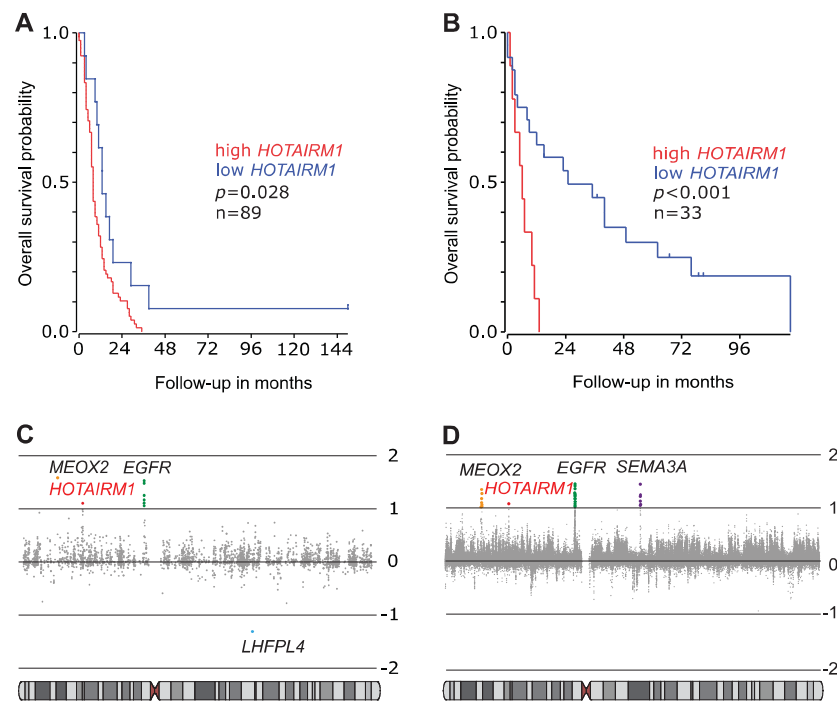 A
1.0
0.5
0.0
Overall survival probability
high HOTAIRM1
low HOTAIRM1
p=0.028
n=89
0 24 48 72 96 120 144
Follow-up in months
B
1.0
0.5
0.0
Overall survival probability
high HOTAIRM1
low HOTAIRM1
p<0.001
n=33
0 24 48 72 96
Follow-up in months
C
2
MEOX2 EGFR
HOTAIRM1
1
0
-1
LHFPL4
-2
D
2
MEOX2 EGFR SEMA3A
HOTAIRM1
1
0
-1
-2